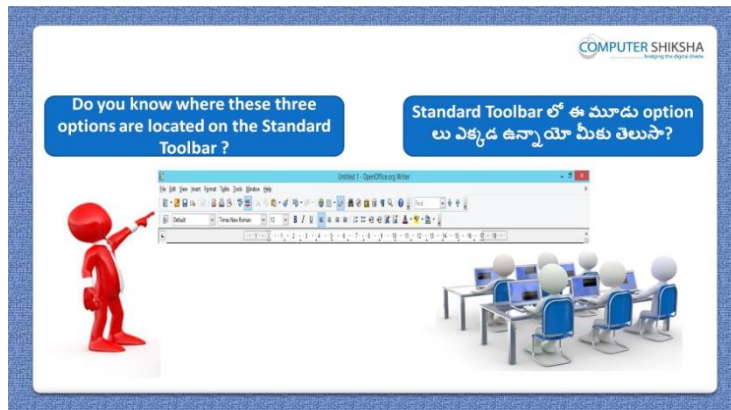 COMPUTER SHIKSHA
bridging the digital divide
Do you know where these three
options are located on the Standard
Toolbar ?
Standard Toolbar లో ఈ మూడు option
లు ఎక్కడ ఉన్నాయో మీకు తెలుసా?
Untitled 1 - OpenOffice.org Writer
File Edit View Insert Format Table Tools Window Help
Find
Default Times New Roman 12 B I U